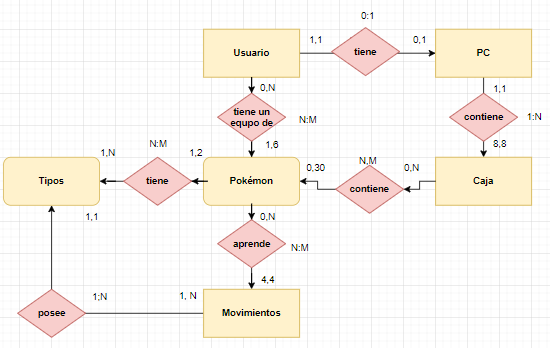 0:1
Usuario
1,1
tiene
0,1
PC
0,N
1,1
tiene un
equpo de
N:M
contiene
1:N
1,6
8,8
N:M
1,N
1,2
N,M
Tipos
tiene
Pokémon
0,30
contiene
0,N
Caja
1,1
0,N
aprende
N:M
4,4
1;N
1, N
posee
Movimientos